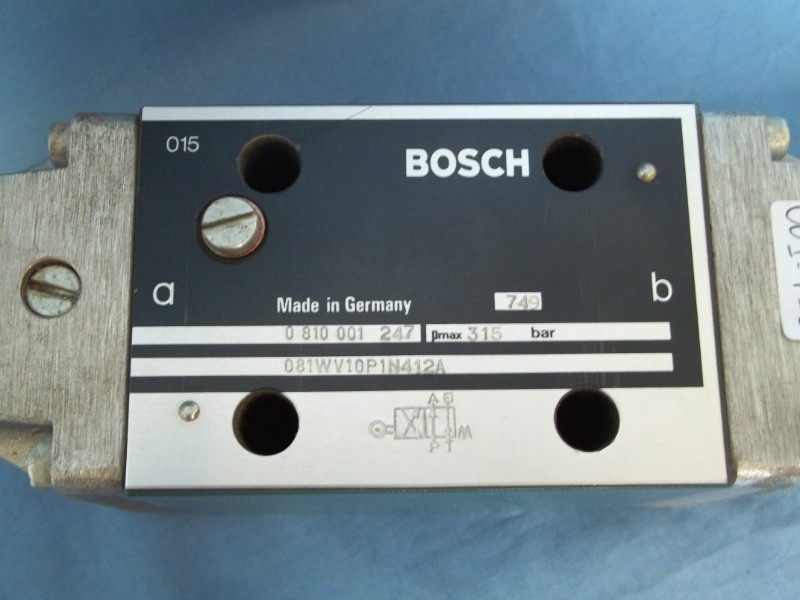 015
BOSCH
a
b
Made in Germany
749
0 810 001 247
pmax 315 bar
081WV10P1N412A
A B
P T